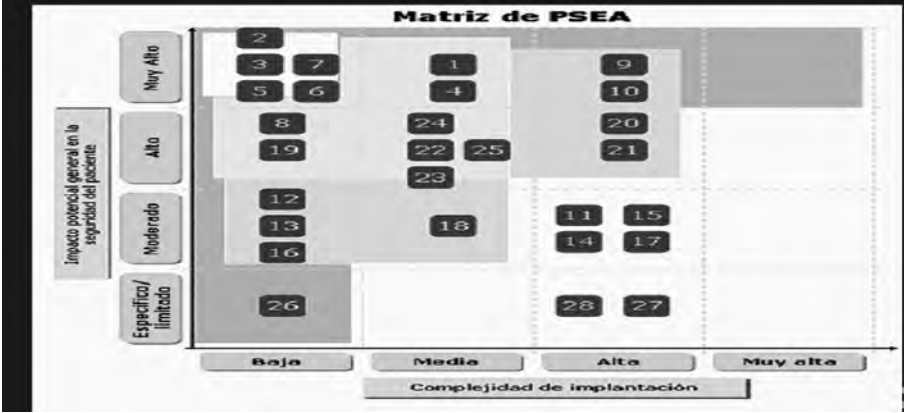 Matriz de PSEA
Impacto potencial general en la
seguridad del paciente
Muy Alto
2
3 7 1 9
5 6 4 10
Alto
8 24 20
19 22 25 21
23
Moderado
12 11 15
13 18
16 14 17
Específico/
limitado
26 28 27
Baja Media Alta Muy alta
Complejidad de implantación